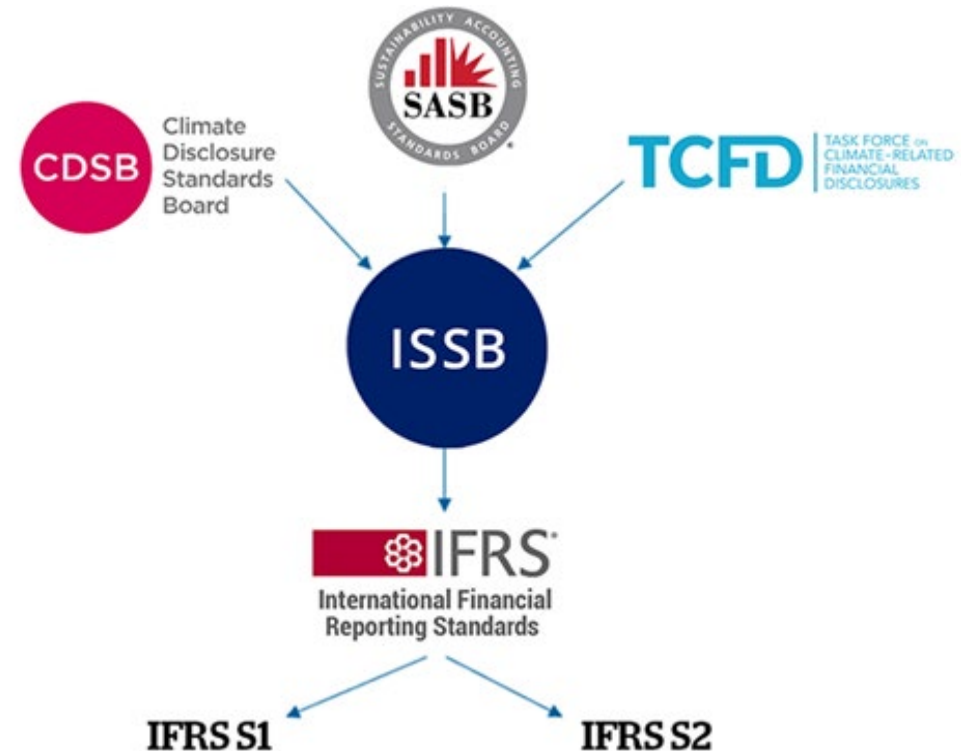 SUSTAINABILITY ACCOUNTING
SASB
STANDARDS BOARD
®
CDSB
Climate
Disclosure
Standards
Board
TCFD
TASK FORCE ON
CLIMATE-RELATED
FINANCIAL
DISCLOSURES
ISSB
IFRS®
International Financial
Reporting Standards
IFRS S1
IFRS S2